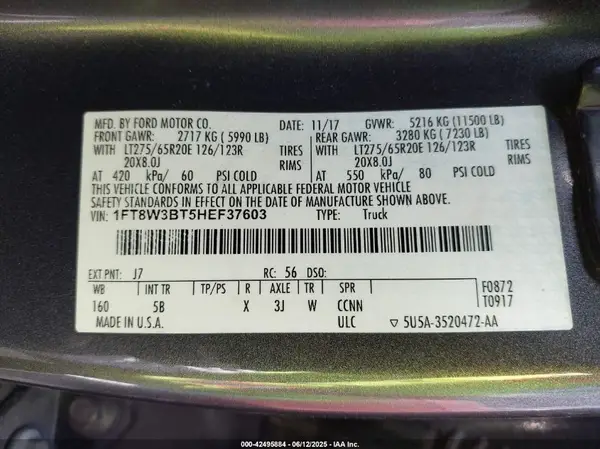 MFD. BY FORD MOTOR CO. DATE: 11/17 GVWR: 5216 KG (11500 LB)
FRONT GAWR: 2717 KG (5990 LB) REAR GAWR: 3280 KG (7230 LB)
WITH LT275/65R20E 126/123R TIRES WITH LT275/65R20E 126/123R TIRES
20X8.0J RIMS 20X8.0J RIMS
AT 420 kPa/ 60 AT 550 kPa/ 80 PSI COLD
THIS VEHICLE CONFORMS TO ALL APPLICABLE FEDERAL MOTOR VEHICLE
SAFETY STANDARDS IN EFFECT ON THE DATE OF MANUFACTURE SHOWN ABOVE.
VIN: 1FT8W3BT5HEF37603 TYPE: Truck
EXT PNT: J7 RC: 56 DSO:
WB INT TR TP/PS R AXLE TR SPR F0872
160 5B X 3J W CCNN T0917
MADE IN U.S.A. ULC ▽ 5U5A-3520472-AA
000-42495884 - 06/12/2025 - IAA Inc.